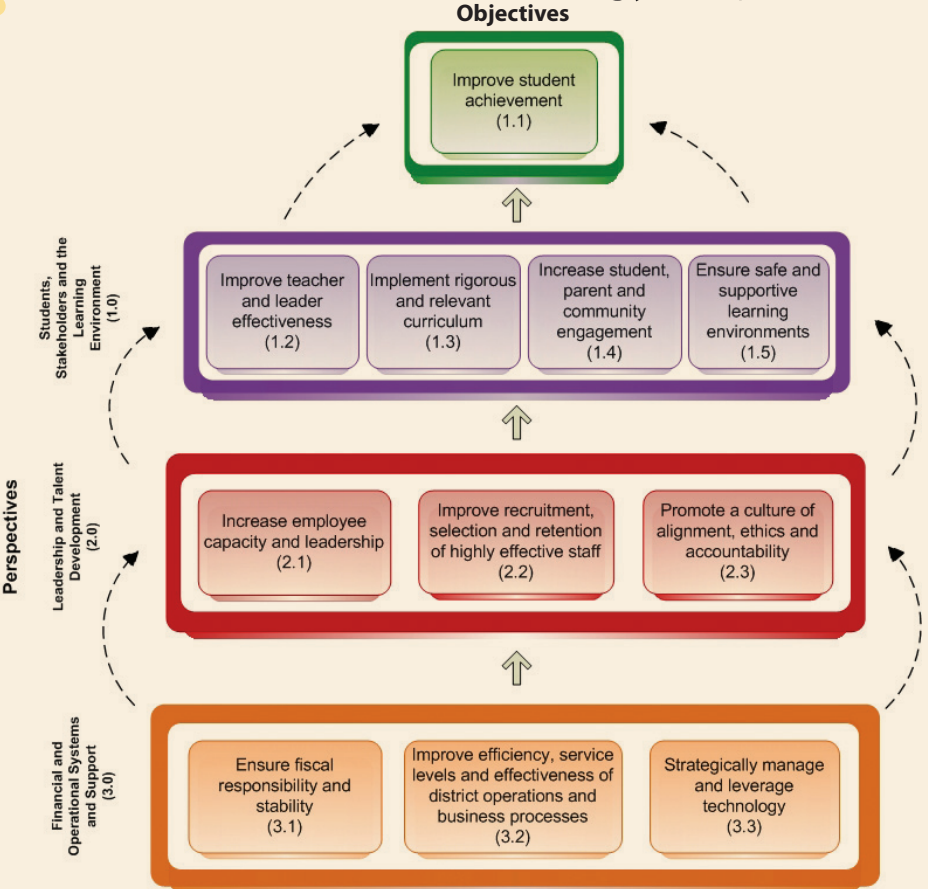 Objectives
Improve student
achievement
(1.1)
Students,
Stakeholders and the
Learning
Environment
(1.0)
Improve teacher
and leader
effectiveness
(1.2)
Implement rigorous
and relevant
curriculum
(1.3)
Increase student,
parent and
community
engagement
(1.4)
Ensure safe and
supportive
learning
environments
(1.5)
Perspectives
Leadership and Talent
Development
(2.0)
Increase employee
capacity and leadership
(2.1)
Improve recruitment,
selection and retention
of highly effective staff
(2.2)
Promote a culture of
alignment, ethics and
accountability
(2.3)
Financial and
Operational Systems
and Support
(3.0)
Ensure fiscal
responsibility and
stability
(3.1)
Improve efficiency, service
levels and effectiveness of
district operations and
business processes
(3.2)
Strategically manage
and leverage
technology
(3.3)